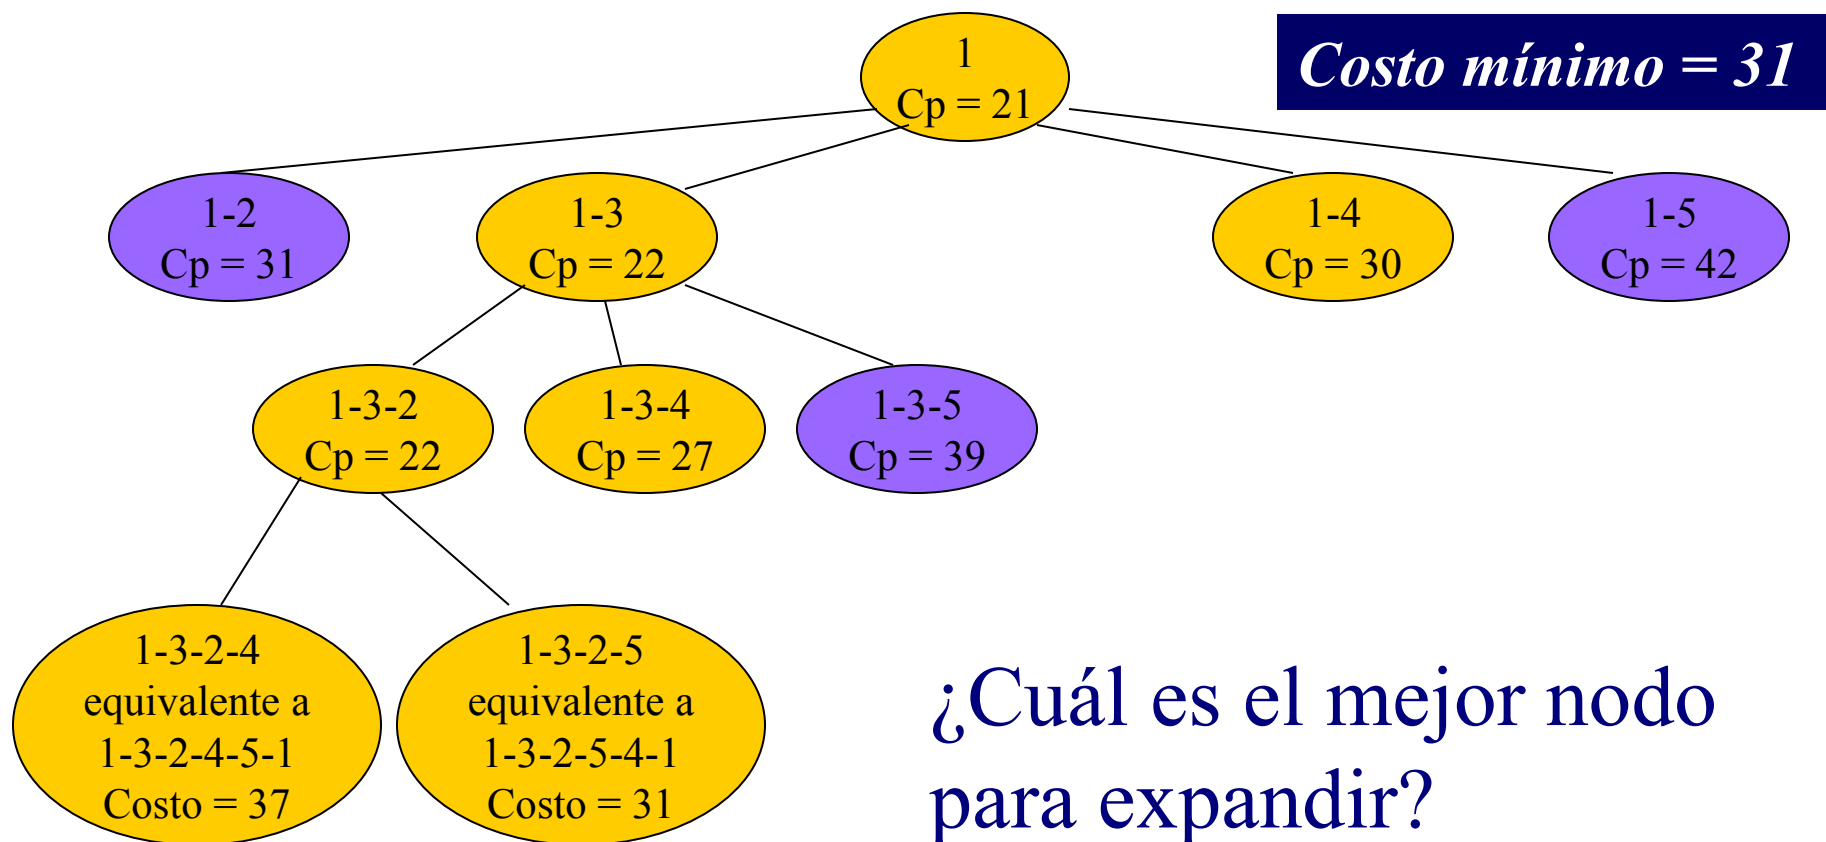 1
Cp = 21
Costo mínimo = 31
1-2
Cp = 31
1-3
Cp = 22
1-4
Cp = 30
1-5
Cp = 42
1-3-2
Cp = 22
1-3-4
Cp = 27
1-3-5
Cp = 39
1-3-2-4
equivalente a
1-3-2-4-5-1
Costo = 37
1-3-2-5
equivalente a
1-3-2-5-4-1
Costo = 31
¿Cuál es el mejor nodo
para expandir?